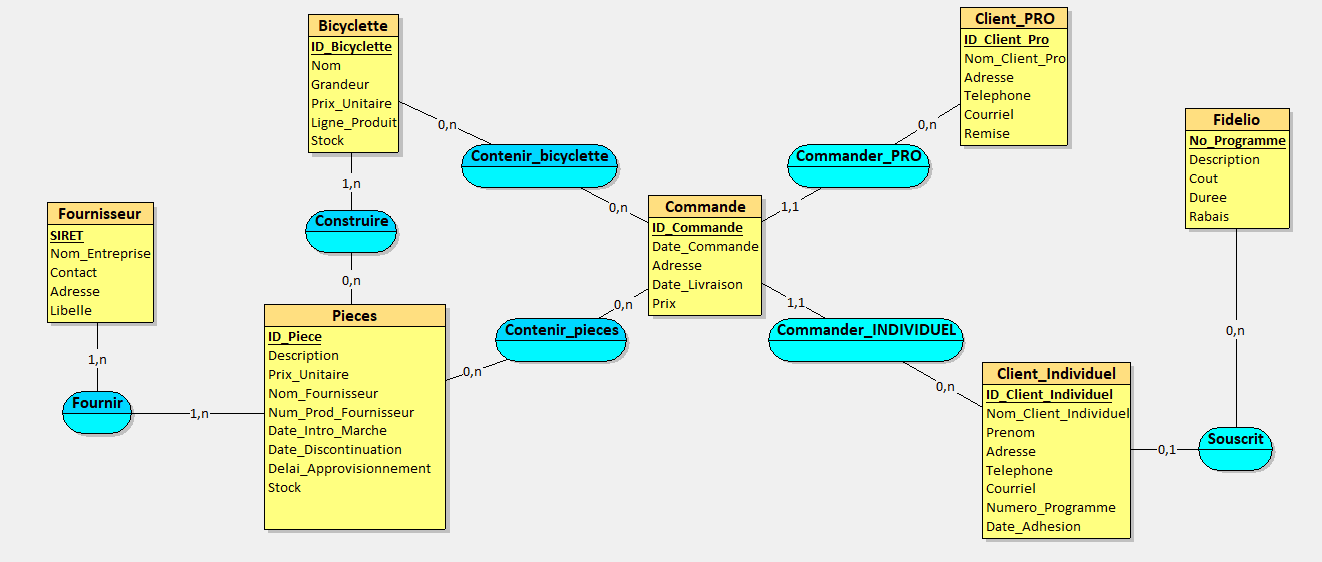 Bicyclette
ID_Bicyclette
Nom
Grandeur
Prix_Unitaire
Ligne_Produit
Stock
0,n
Contenir_bicyclette
0,n
1,n
Construire
0,n
Client_PRO
ID_Client_Pro
Nom_Client_Pro
Adresse
Telephone
Courriel
Remise
0,n
Commander_PRO
1,1
Fidelio
No_Programme
Description
Cout
Duree
Rabais
0,n
Fournisseur
SIRET
Nom_Entreprise
Contact
Adresse
Libelle
1,n
Fournir
1,n
Commande
ID_Commande
Date_Commande
Adresse
Date_Livraison
Prix
0,n
Contenir_pieces
0,n
1,1
Commander_INDIVIDUEL
0,n
Pieces
ID_Piece
Description
Prix_Unitaire
Nom_Fournisseur
Num_Prod_Fournisseur
Date_Intro_Marche
Date_Discontinuation
Delai_Approvisionnement
Stock
Client_Individuel
ID_Client_Individuel
Nom_Client_Individuel
Prenom
Adresse
Telephone
Courriel
Numero_Programme
Date_Adhesion
0,1
Souscrit